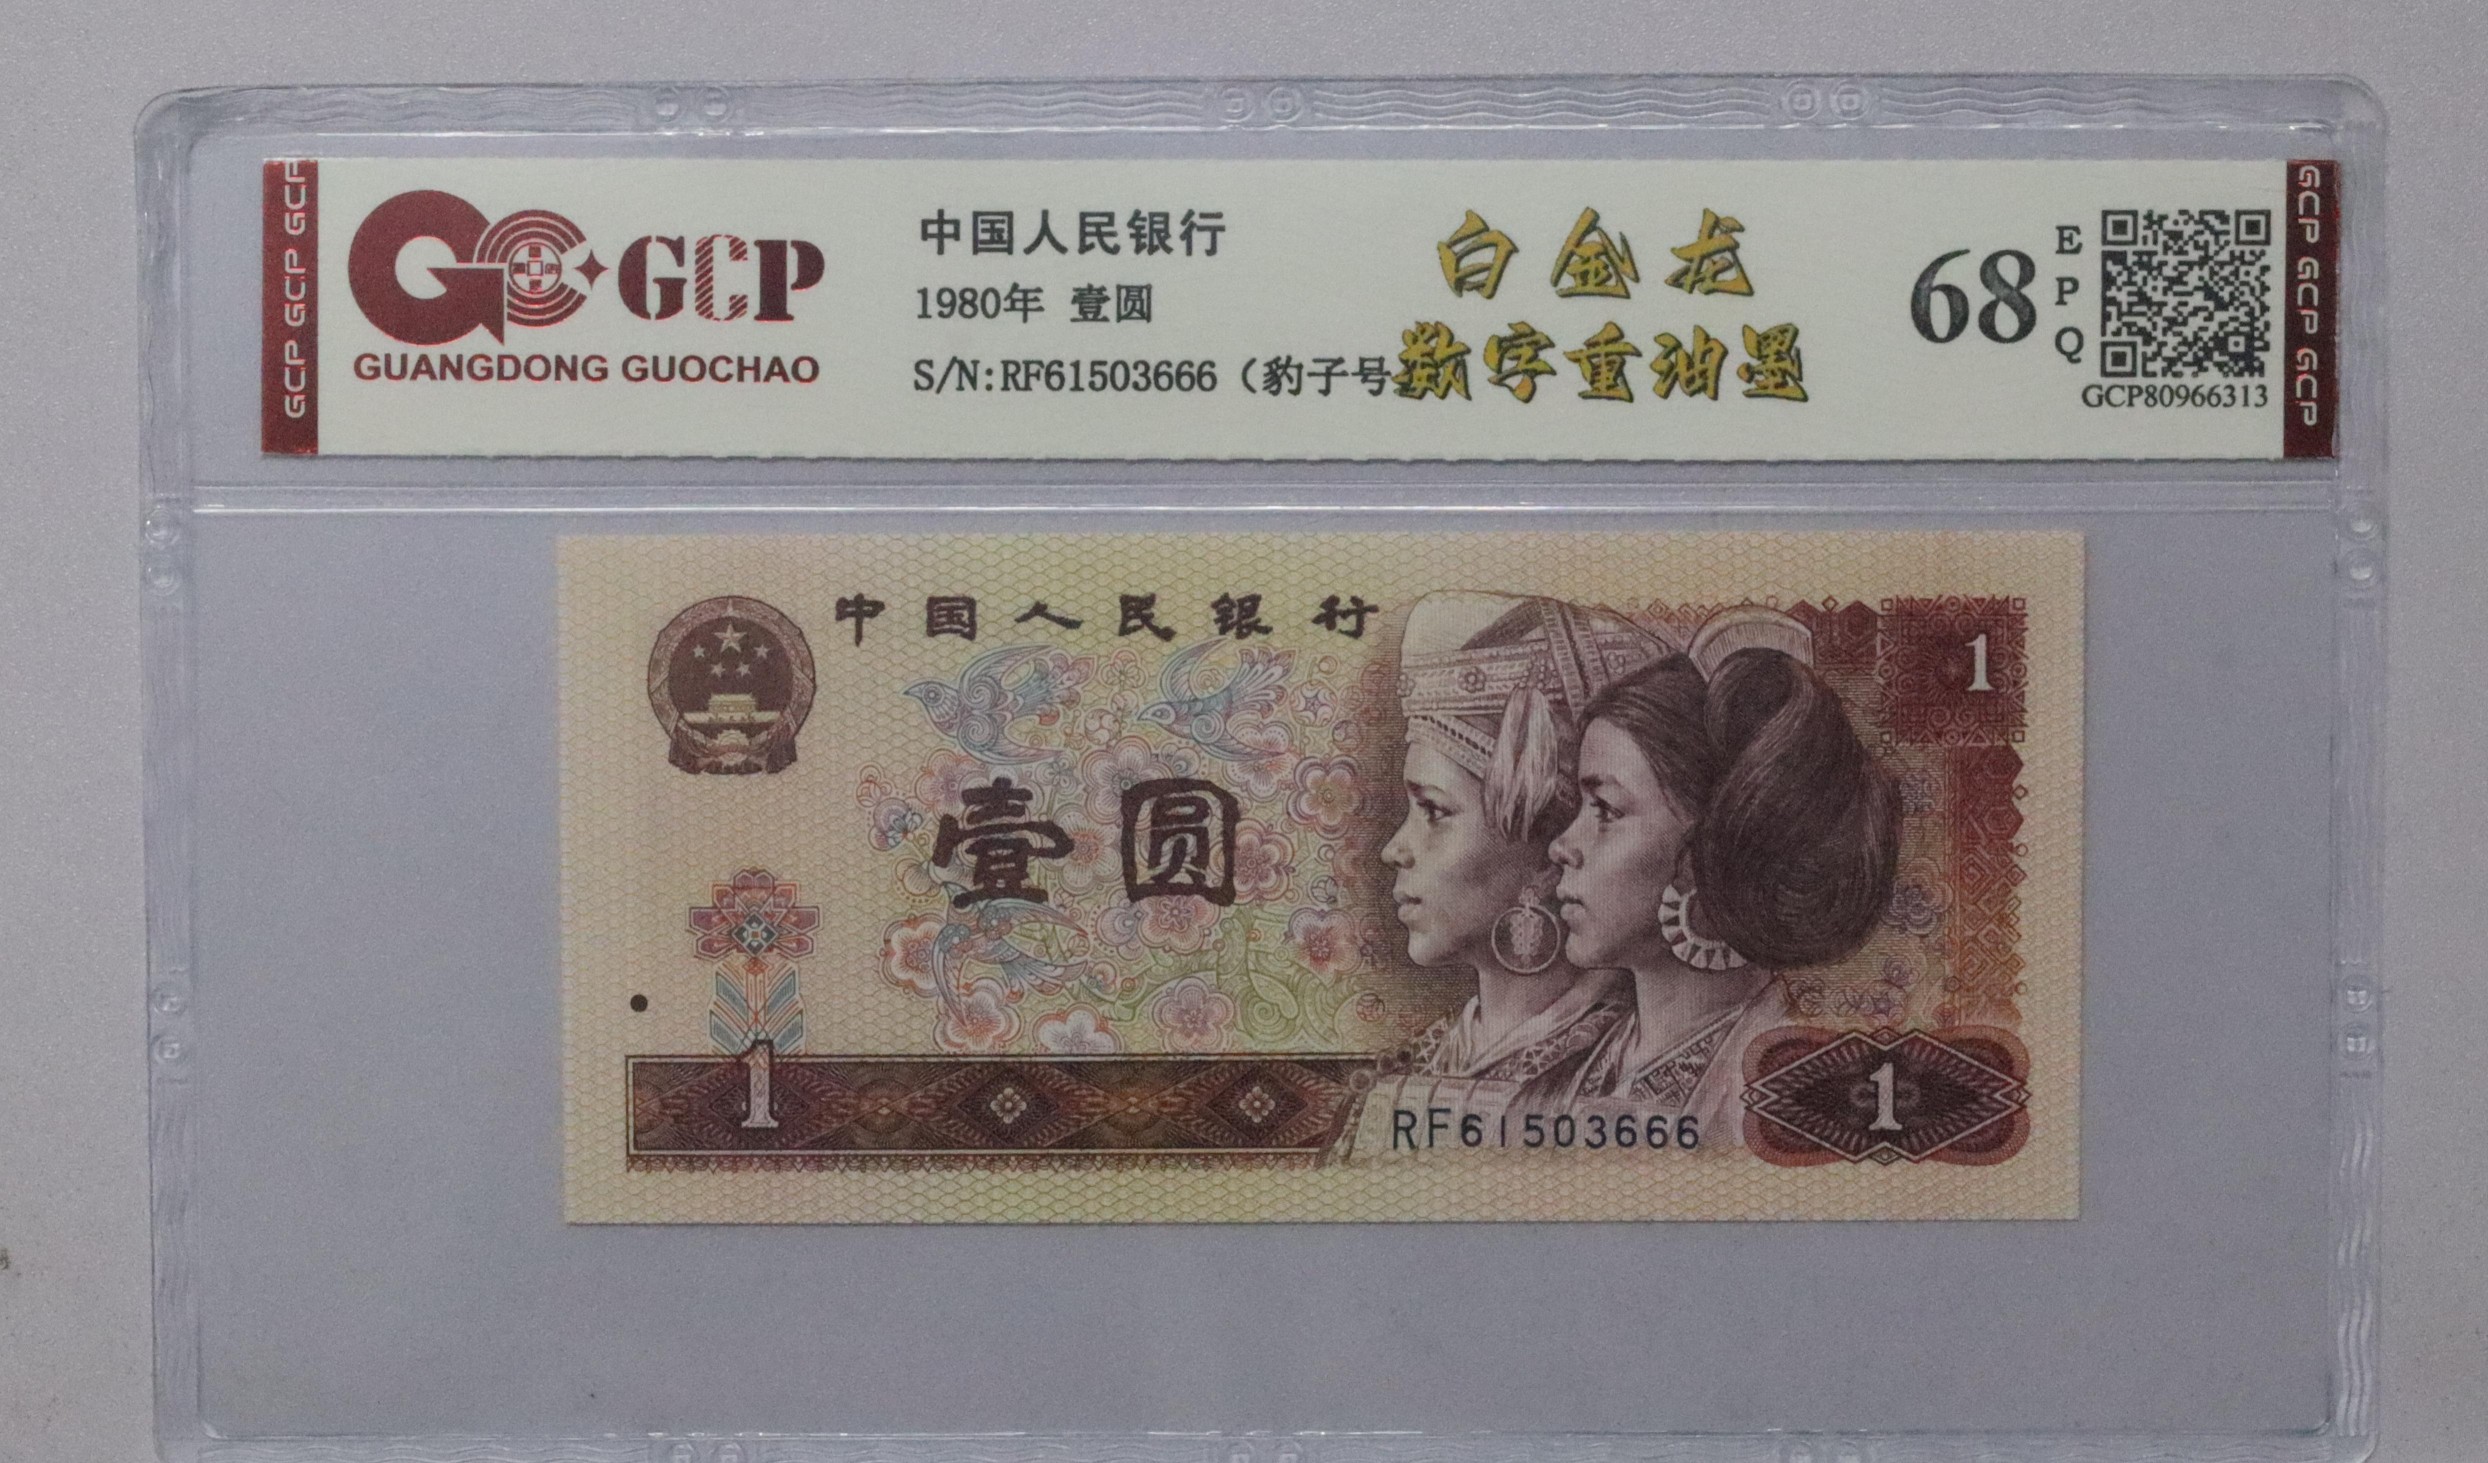 GCP GCP GCP
GCP
GUANGDONG GUOCHAO
中国人民银行
1980年 壹圆
S/N:RF61503666（豹子号
白金龙
数字重油墨
68
EPQ
GCP80966313
GCP GCP GCP
中国人民银行
1
壹圆
1
RF61503666
1